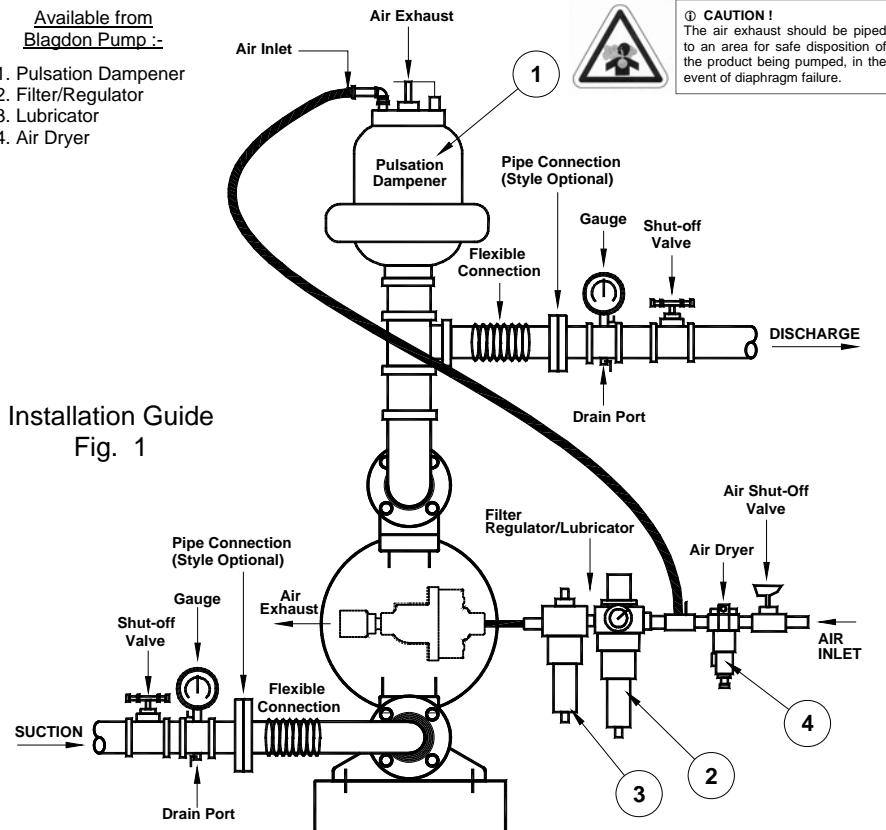 Available from
Blagdon Pump :-
1. Pulsation Dampener
2. Filter/Regulator
3. Lubricator
4. Air Dryer
Air Exhaust
Air Inlet
1
CAUTION !
The air exhaust should be piped
to an area for safe disposition of
the product being pumped, in the
event of diaphragm failure.
Pulsation
Dampener
Pipe Connection
(Style Optional)
Gauge
Shut-off
Valve
Flexible
Connection
DISCHARGE
Drain Port
Installation Guide
Fig. 1
Air Shut-Off
Valve
Filter
Regulator/Lubricator
Air Dryer
Pipe Connection
(Style Optional)
Air
Exhaust
Gauge
Shut-off
Valve
AIR
INLET
Flexible
Connection
SUCTION
4
2
3
Drain Port